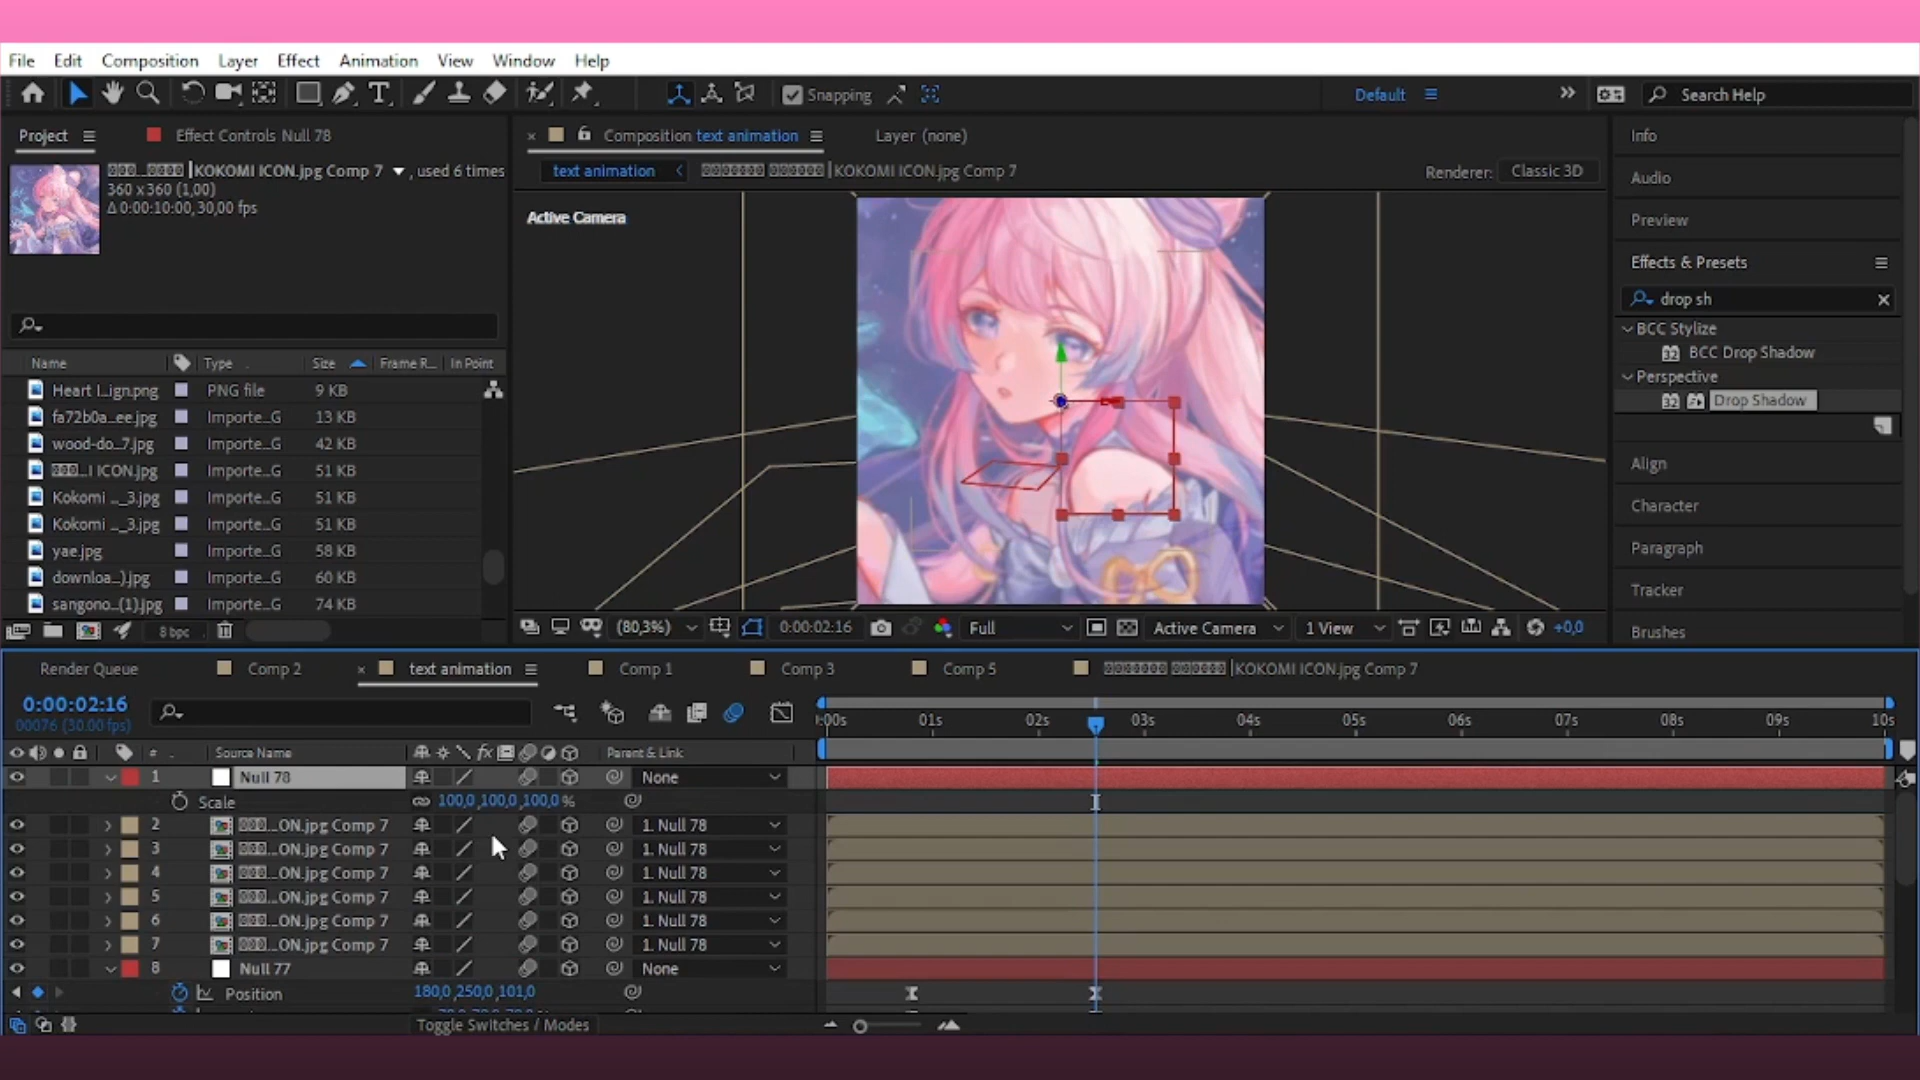 File Edit Composition Layer Effect Animation View Window Help
Snapping Default Search Help
Project Effect Controls Null 78
KOKOMI ICON.jpg Comp 7 , used 6 times
360 x 360 (1,00)
Δ 0:00:10:00, 30,00 fps
Name Type Size Frame R... In Point
Heart I...ign.png PNG file 9 KB
fa72b0a...ee.jpg Importe...G 13 KB
wood-do...7.jpg Importe...G 42 KB
...I ICON.jpg Importe...G 51 KB
Kokomi ..._3.jpg Importe...G 51 KB
Kokomi ..._3.jpg Importe...G 51 KB
yae.jpg Importe...G 58 KB
downloa...).jpg Importe...G 60 KB
sangono...(1).jpg Importe...G 74 KB
8 bpc
Composition text animation Layer (none)
text animation KOKOMI ICON.jpg Comp 7 Renderer: Classic 3D
Active Camera
(80,3%) 0:00:02:16 Full Active Camera 1 View +0,0
Info
Audio
Preview
Effects & Presets
drop sh
BCC Stylize
BCC Drop Shadow
Perspective
Drop Shadow
Align
Character
Paragraph
Tracker
Brushes
Render Queue Comp 2 text animation Comp 1 Comp 3 Comp 5 KOKOMI ICON.jpg Comp 7
0:00:02:16
00076 (30.00 fps)
:00s 01s 02s 03s 04s 05s 06s 07s 08s 09s 10s
# Source Name fx Parent & Link
1 Null 78 None
Scale 100,0,100,0,100,0%
2 ...ON.jpg Comp 7 1. Null 78
3 ...ON.jpg Comp 7 1. Null 78
4 ...ON.jpg Comp 7 1. Null 78
5 ...ON.jpg Comp 7 1. Null 78
6 ...ON.jpg Comp 7 1. Null 78
7 ...ON.jpg Comp 7 1. Null 78
8 Null 77 None
Position 180,0,250,0,101,0
Toggle Switches / Modes